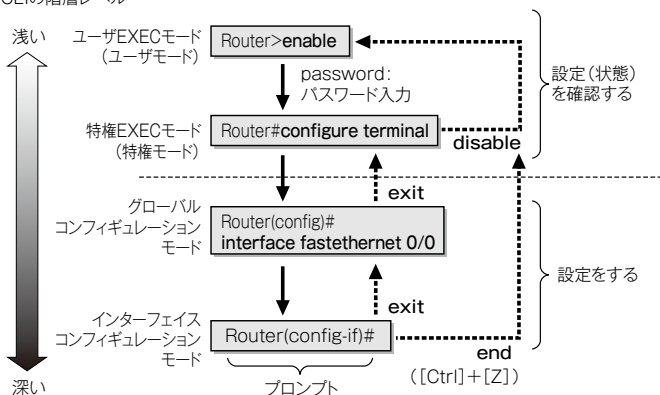 浅い
ユーザEXECモード
(ユーザモード)
Router>enable
password:
パスワード入力
設定(状態)
を確認する
特権EXECモード
(特権モード)
Router#configure terminal
disable
exit
グローバル
コンフィギュレーション
モード
Router(config)#
interface fastethernet 0/0
設定をする
exit
インターフェイス
コンフィギュレーション
モード
Router(config-if)#
end
([Ctrl]+[Z])
深い
プロンプト